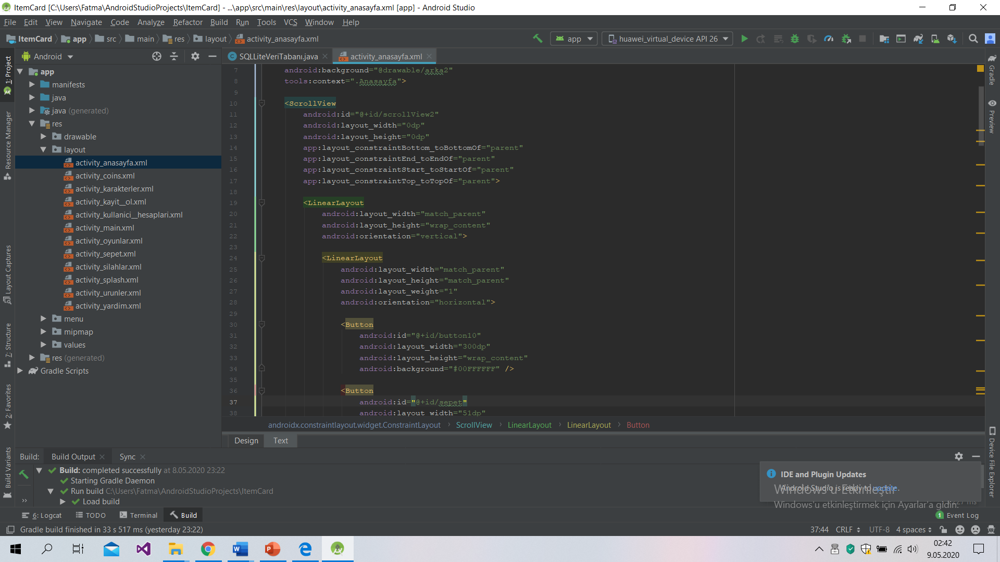 ItemCard [C:\Users\Fatma\AndroidStudioProjects\ItemCard] - ...\app\src\main\res\layout\activity_anasayfa.xml [app] - Android Studio
File Edit View Navigate Code Analyze Refactor Build Run Tools VCS Window Help
ItemCard app src main res layout activity_anasayfa.xml app huawei_virtual_device API 26
Android
SQLLiteVeriTabanı.java
activity_anasayfa.xml
1: Project
Resource Manager
Layout Captures
7: Structure
2: Favorites
Build Variants
app
manifests
java
java (generated)
res
drawable
layout
activity_anasayfa.xml
activity_coins.xml
activity_karakterler.xml
activity_kayit__ol.xml
activity_kullanici__hesaplari.xml
activity_main.xml
activity_oyunlar.xml
activity_sepet.xml
activity_silahlar.xml
activity_splash.xml
activity_urunler.xml
activity_yardim.xml
menu
mipmap
values
res (generated)
Gradle Scripts
7 android:background="@drawable/arka2"
8 tools:context=".Anasayfa">
9
10 <ScrollView
11 android:id="@+id/scrollView2"
12 android:layout_width="0dp"
13 android:layout_height="0dp"
14 app:layout_constraintBottom_toBottomOf="parent"
15 app:layout_constraintEnd_toEndOf="parent"
16 app:layout_constraintStart_toStartOf="parent"
17 app:layout_constraintTop_toTopOf="parent">
18
19 <LinearLayout
20 android:layout_width="match_parent"
21 android:layout_height="wrap_content"
22 android:orientation="vertical">
23
24 <LinearLayout
25 android:layout_width="match_parent"
26 android:layout_height="match_parent"
27 android:layout_weight="1"
28 android:orientation="horizontal">
29
30 <Button
31 android:id="@+id/button10"
32 android:layout_width="300dp"
33 android:layout_height="wrap_content"
34 android:background="#00FFFFFF" />
35
36 <Button
37 android:id="@+id/sepet"
38 android:layout_width="51dp"
androidx.constraintlayout.widget.ConstraintLayout ScrollView LinearLayout LinearLayout Button
Design Text
Gradle
Preview
Device File Explorer
Build: Build Output Sync
Build: completed successfully at 8.05.2020 23:22
Starting Gradle Daemon
Run build C:\Users\Fatma\AndroidStudioProjects\ItemCard
Load build
IDE and Plugin Updates
Android Studio is ready to update.
Windows'u Etkinleştir
Windows'u etkinleştirmek için Ayarlar'a gidin.
ms
6: Logcat TODO Terminal Build
1 Event Log
Gradle build finished in 33 s 517 ms (yesterday 23:22)
37:44 CRLF UTF-8 4 spaces
02:42
9.05.2020